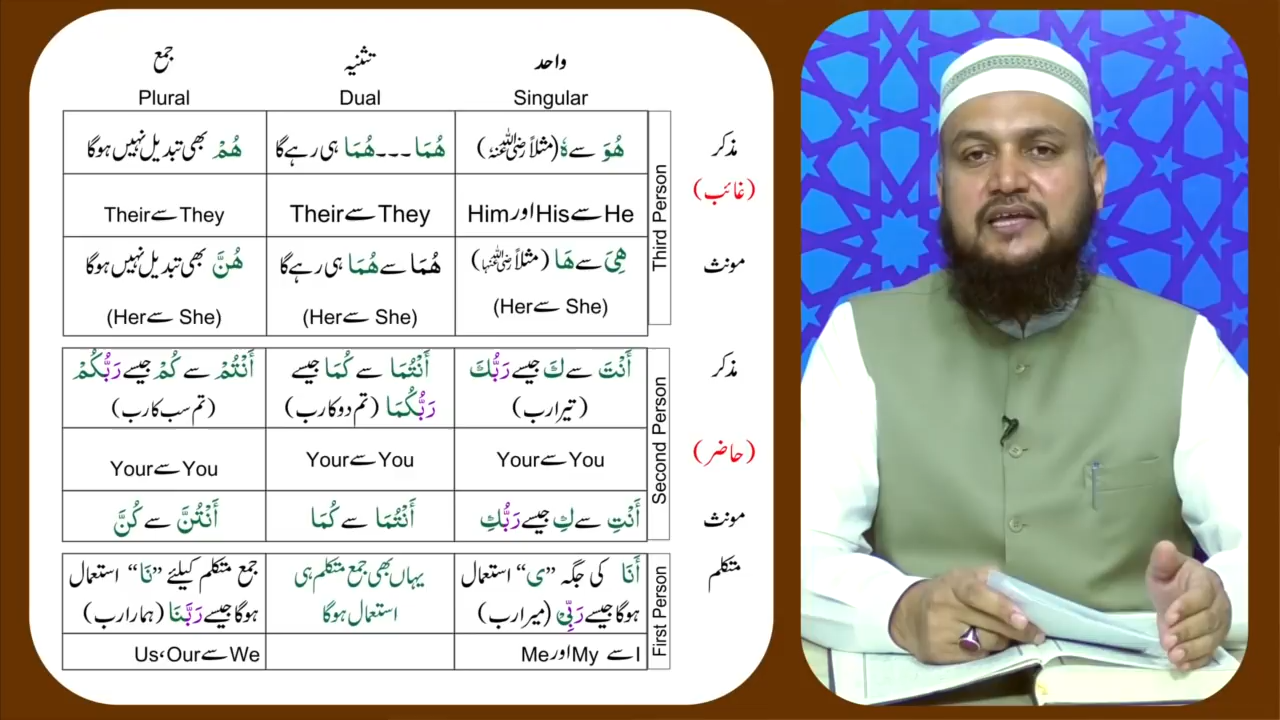 واحد تثنیہ جمع
Singular Dual Plural
مذکر
(غائب)
مونث
Third Person
هُوَ سے هٗ (مثلاً رضی اللہ عنہ)
هُمَا ۔۔۔ هُمَا ہی رہے گا
هُمْ بھی تبدیل نہیں ہوگا
He سے His اور Him
They سے Their
They سے Their
هِیَ سے هَا (مثلاً رضی اللہ عنہا)
(She سے Her)
هُمَا سے هُمَا ہی رہے گا
(She سے Her)
هُنَّ بھی تبدیل نہیں ہوگا
(She سے Her)
مذکر
(حاضر)
مونث
Second Person
أَنْتَ سے كَ جیسے رَبُّكَ
(تیرا رب)
أَنْتُمَا سے كُمَا جیسے
رَبُّكُمَا (تم دو کا رب)
أَنْتُمْ سے كُمْ جیسے رَبُّكُمْ
(تم سب کا رب)
You سے Your
You سے Your
You سے Your
أَنْتِ سے كِ جیسے رَبُّكِ
أَنْتُمَا سے كُمَا
أَنْتُنَّ سے كُنَّ
متکلم
First Person
أَنَا کی جگہ ”ی“ استعمال
ہوگا جیسے رَبِّیْ (میرا رب)
یہاں بھی جمع متکلم ہی
استعمال ہوگا
جمع متکلم کیلئے ”نَا“ استعمال
ہوگا جیسے رَبَّنَا (ہمارا رب)
I سے My اور Me
We سے Our، Us